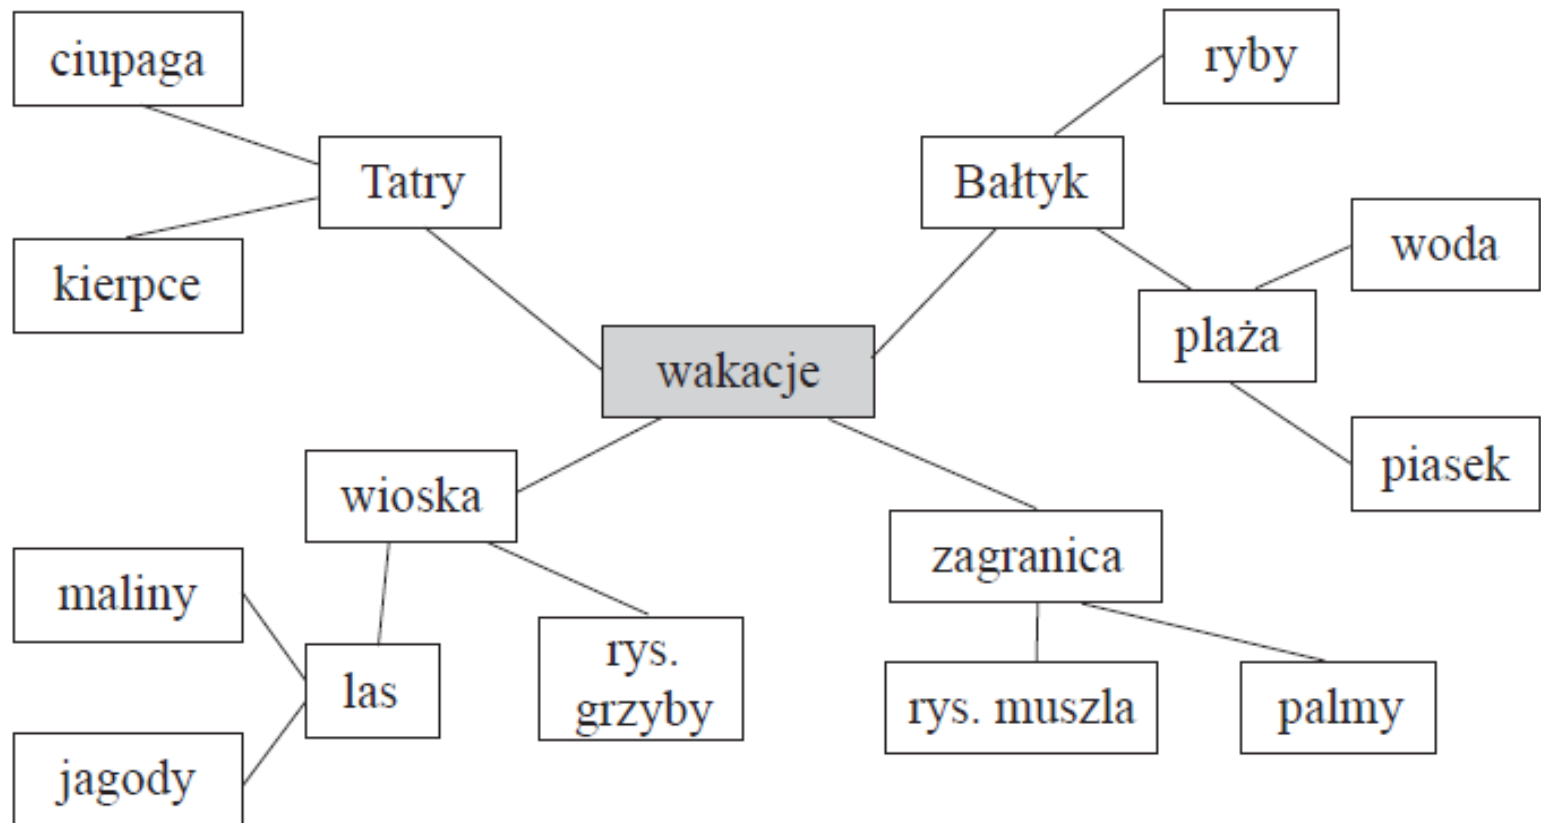 ciupaga
ryby
Tatry
Bałtyk
woda
kierpce
plaża
wakacje
piasek
wioska
zagranica
maliny
rys.
grzyby
las
rys. muszla
palmy
jagody